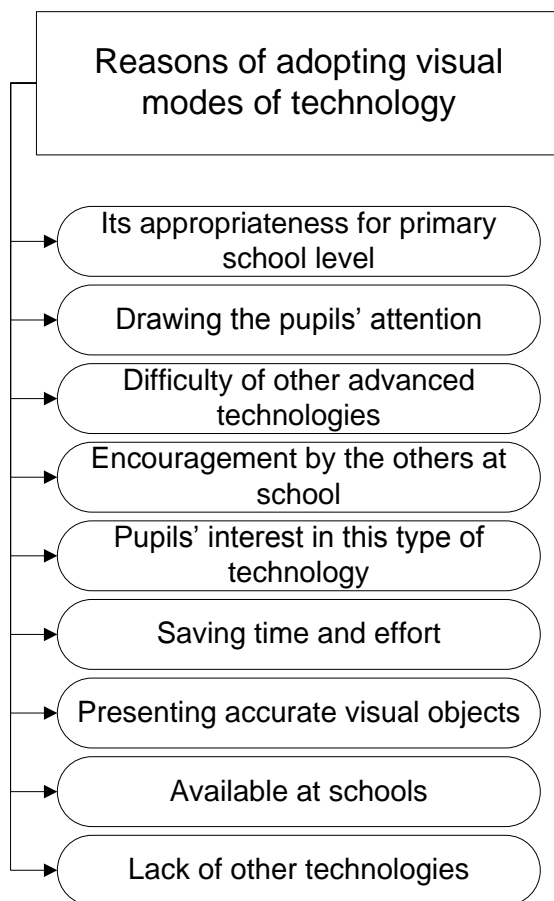 Reasons of adopting visual
modes of technology
Its appropriateness for primary
school level
Drawing the pupils’ attention
Difficulty of other advanced
technologies
Encouragement by the others at
school
Pupils’ interest in this type of
technology
Saving time and effort
Presenting accurate visual objects
Available at schools
Lack of other technologies